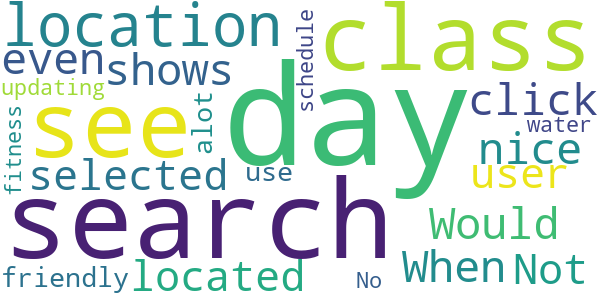 location
class
even
shows
schedule
updating
see
day
click
fitness
alot
water
nice
selected
use
user
search
Would
When
Not
friendly
located
No